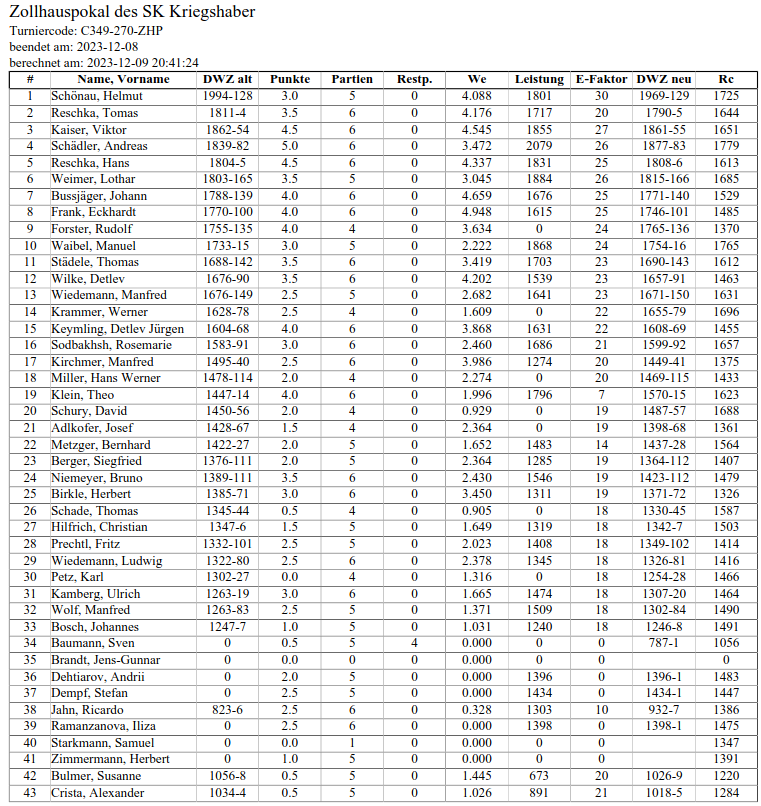 Zollhauspokal des SK Kriegshaber
Turniercode: C349-270-ZHP
beendet am: 2023-12-08
berechnet am: 2023-12-09 20:41:24
# Name, Vorname DWZ alt Punkte Partien Restp. We Leistung E-Faktor DWZ neu Rc
1 Schönau, Helmut 1994-128 3.0 5 0 4.088 1801 30 1969-129 1725
2 Reschka, Tomas 1811-4 3.5 6 0 4.176 1717 20 1790-5 1644
3 Kaiser, Viktor 1862-54 4.5 6 0 4.545 1855 27 1861-55 1651
4 Schädler, Andreas 1839-82 5.0 6 0 3.472 2079 26 1877-83 1779
5 Reschka, Hans 1804-5 4.5 6 0 4.337 1831 25 1808-6 1613
6 Weimer, Lothar 1803-165 3.5 5 0 3.045 1884 26 1815-166 1685
7 Bussjäger, Johann 1788-139 4.0 6 0 4.659 1676 25 1771-140 1529
8 Frank, Eckhardt 1770-100 4.0 6 0 4.948 1615 25 1746-101 1485
9 Forster, Rudolf 1755-135 4.0 4 0 3.634 0 24 1765-136 1370
10 Waibel, Manuel 1733-15 3.0 5 0 2.222 1868 24 1754-16 1765
11 Städele, Thomas 1688-142 3.5 6 0 3.419 1703 23 1690-143 1612
12 Wilke, Detlev 1676-90 3.5 6 0 4.202 1539 23 1657-91 1463
13 Wiedemann, Manfred 1676-149 2.5 5 0 2.682 1641 23 1671-150 1631
14 Krammer, Werner 1628-78 2.5 4 0 1.609 0 22 1655-79 1696
15 Keymling, Detlev Jürgen 1604-68 4.0 6 0 3.868 1631 22 1608-69 1455
16 Sodbakhsh, Rosemarie 1583-91 3.0 6 0 2.460 1686 21 1599-92 1657
17 Kirchmer, Manfred 1495-40 2.5 6 0 3.986 1274 20 1449-41 1375
18 Miller, Hans Werner 1478-114 2.0 4 0 2.274 0 20 1469-115 1433
19 Klein, Theo 1447-14 4.0 6 0 1.996 1796 7 1570-15 1623
20 Schury, David 1450-56 2.0 4 0 0.929 0 19 1487-57 1688
21 Adlkofer, Josef 1428-67 1.5 4 0 2.364 0 19 1398-68 1361
22 Metzger, Bernhard 1422-27 2.0 5 0 1.652 1483 14 1437-28 1564
23 Berger, Siegfried 1376-111 2.0 5 0 2.364 1285 19 1364-112 1407
24 Niemeyer, Bruno 1389-111 3.5 6 0 2.430 1546 19 1423-112 1479
25 Birkle, Herbert 1385-71 3.0 6 0 3.450 1311 19 1371-72 1326
26 Schade, Thomas 1345-44 0.5 4 0 0.905 0 18 1330-45 1587
27 Hilfrich, Christian 1347-6 1.5 5 0 1.649 1319 18 1342-7 1503
28 Prechtl, Fritz 1332-101 2.5 5 0 2.023 1408 18 1349-102 1414
29 Wiedemann, Ludwig 1322-80 2.5 6 0 2.378 1345 18 1326-81 1416
30 Petz, Karl 1302-27 0.0 4 0 1.316 0 18 1254-28 1466
31 Kamberg, Ulrich 1263-19 3.0 6 0 1.665 1474 18 1307-20 1464
32 Wolf, Manfred 1263-83 2.5 5 0 1.371 1509 18 1302-84 1490
33 Bosch, Johannes 1247-7 1.0 5 0 1.031 1240 18 1246-8 1491
34 Baumann, Sven 0 0.5 5 4 0.000 0 0 787-1 1056
35 Brandt, Jens-Gunnar 0 0.0 0 0 0.000 0 0 0
36 Dehtiarov, Andrii 0 2.0 5 0 0.000 1396 0 1396-1 1483
37 Dempf, Stefan 0 2.5 5 0 0.000 1434 0 1434-1 1447
38 Jahn, Ricardo 823-6 2.5 6 0 0.328 1303 10 932-7 1386
39 Ramanzanova, Iliza 0 2.5 6 0 0.000 1398 0 1398-1 1475
40 Starkmann, Samuel 0 0.0 1 0 0.000 0 0 1347
41 Zimmermann, Herbert 0 1.0 5 0 0.000 0 0 1391
42 Bulmer, Susanne 1056-8 0.5 5 0 1.445 673 20 1026-9 1220
43 Crista, Alexander 1034-4 0.5 5 0 1.026 891 21 1018-5 1284